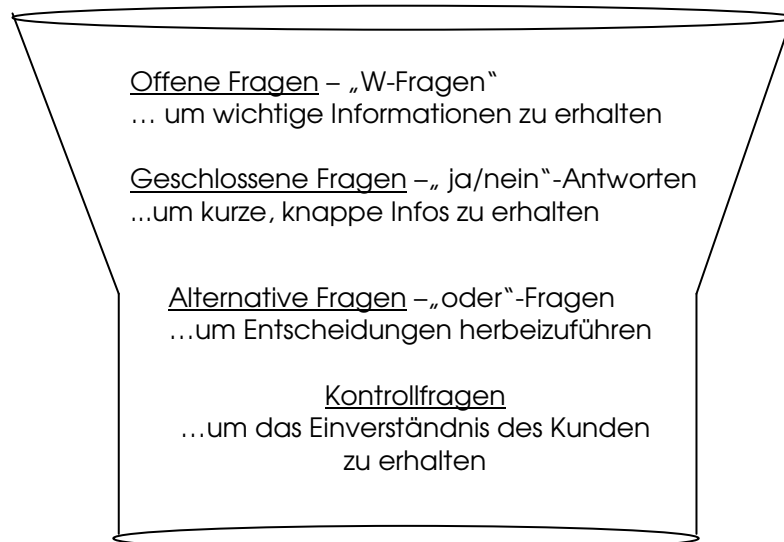 Offene Fragen – „W-Fragen“
... um wichtige Informationen zu erhalten
Geschlossene Fragen –„ ja/nein“-Antworten
...um kurze, knappe Infos zu erhalten
Alternative Fragen –„oder“-Fragen
...um Entscheidungen herbeizuführen
Kontrollfragen
...um das Einverständnis des Kunden
zu erhalten